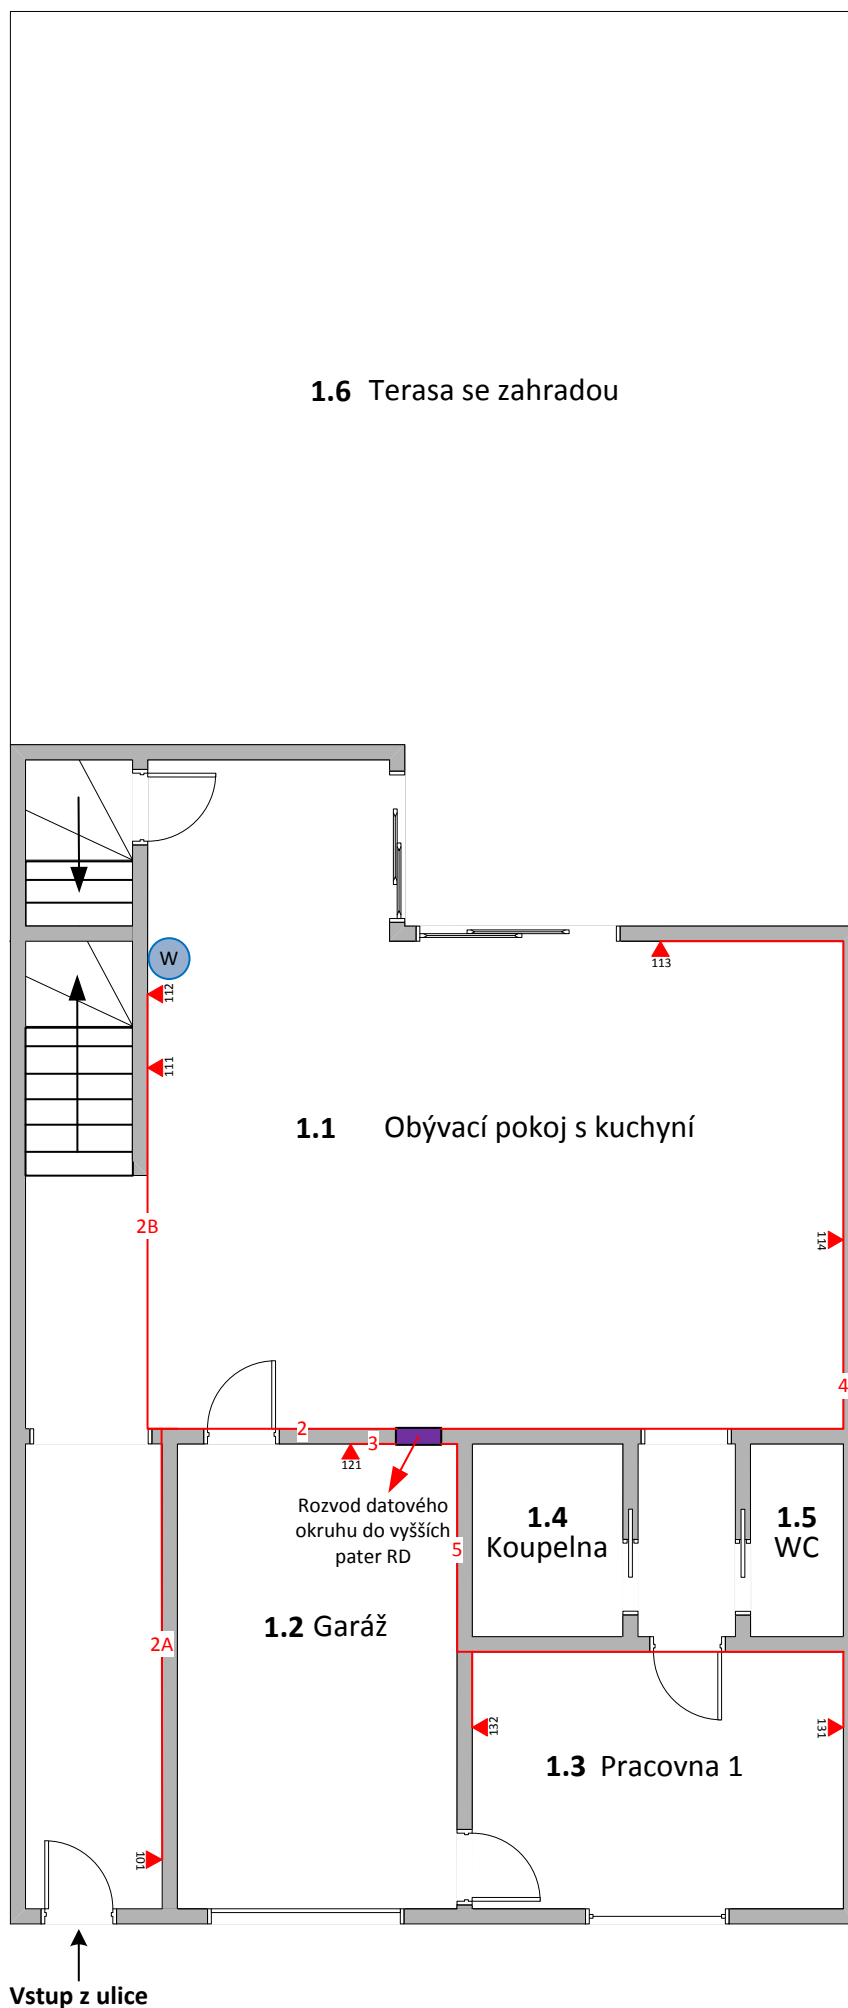 1.6 Terasa se zahradou
W
112
113
111
1.1 Obývací pokoj s kuchyní
2B
114
4
2
3
121
Rozvod datového
okruhu do vyšších
pater RD
5
1.4
Koupelna
1.5
WC
1.2 Garáž
2A
132
131
1.3 Pracovna 1
101
Vstup z ulice